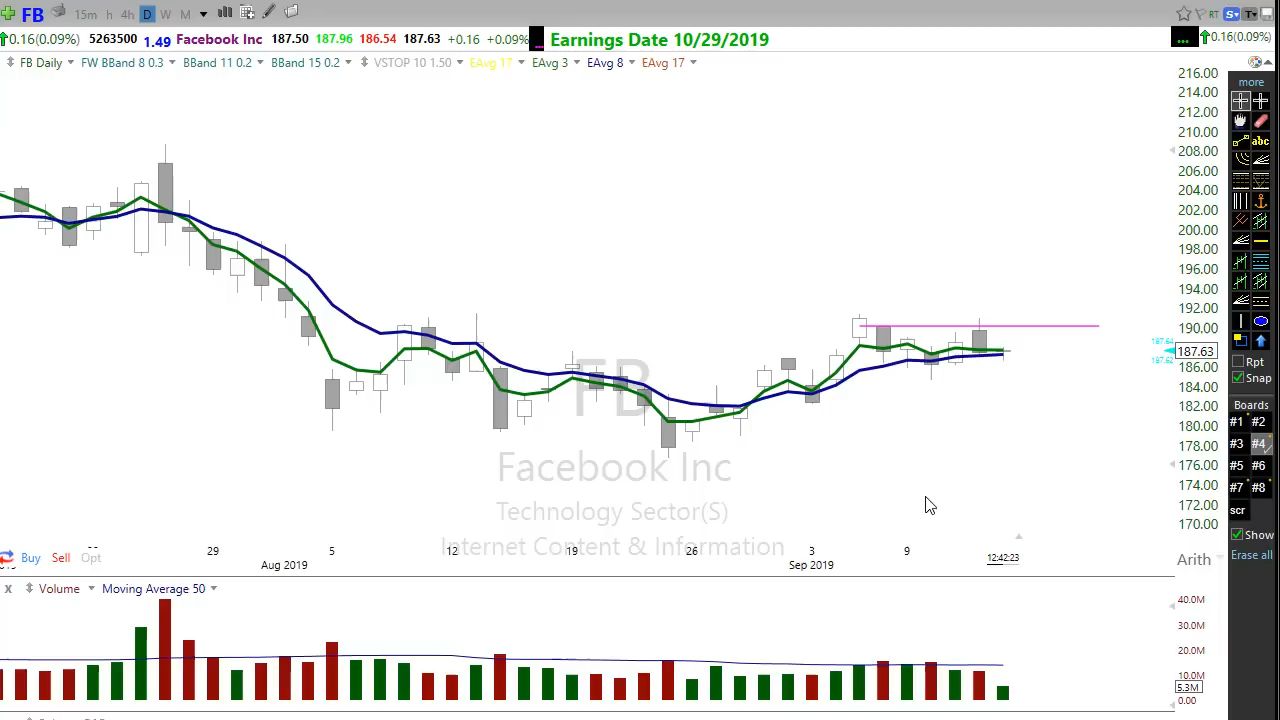 FB 15m h 4h D W M RT S T
0.16(0.09%) 5263500 1.49 Facebook Inc 187.50 187.96 186.54 187.63 +0.16 +0.09% Earnings Date 10/29/2019 ... 0.16(0.09%)
FB Daily FW BBand 8 0.3 BBand 11 0.2 BBand 15 0.2 VSTOP 10 1.50 EAvg 17 EAvg 3 EAvg 8 EAvg 17
216.00
more
214.00
212.00
abc
210.00
208.00
206.00
204.00
202.00
200.00
198.00
196.00
194.00
192.00
190.00
187.64
187.63
187.62
Rpt
186.00
Snap
184.00
FB
182.00
Boards
180.00
#1 #2
178.00
#3 #4
Facebook Inc
176.00
#5 #6
174.00
#7 #8
Technology Sector(S)
172.00
scr
170.00
Show
Internet Content & Information
Buy Sell Opt
29 5 12 19 26 3 9 12:42:23
Arith
Erase all
Aug 2019 Sep 2019
X Volume Moving Average 50
40.0M
30.0M
20.0M
10.0M
5.3M
0.00